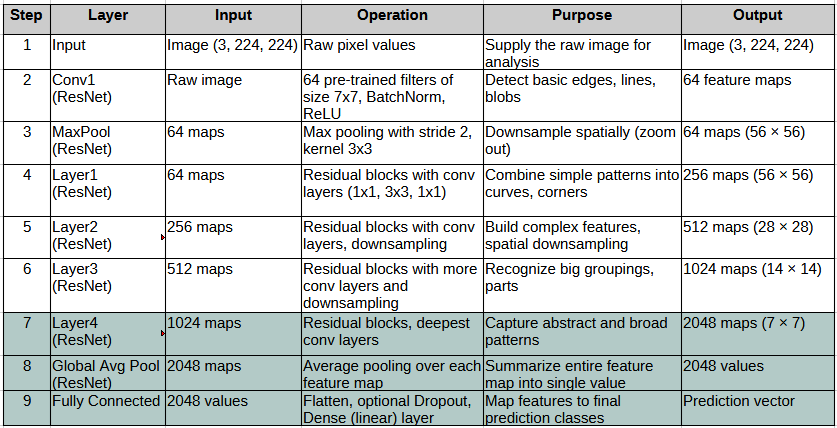 Step Layer Input Operation Purpose Output
1 Input Image (3, 224, 224) Raw pixel values Supply the raw image for Image (3, 224, 224)
analysis
2 Conv1 Raw image 64 pre-trained filters of Detect basic edges, lines, 64 feature maps
(ResNet) size 7x7, BatchNorm, blobs
ReLU
3 MaxPool 64 maps Max pooling with stride 2, Downsample spatially (zoom 64 maps (56 × 56)
(ResNet) kernel 3x3 out)
4 Layer1 64 maps Residual blocks with conv Combine simple patterns into 256 maps (56 × 56)
(ResNet) layers (1x1, 3x3, 1x1) curves, corners
5 Layer2 256 maps Residual blocks with conv Build complex features, 512 maps (28 × 28)
(ResNet) layers, downsampling spatial downsampling
6 Layer3 512 maps Residual blocks with more Recognize big groupings, 1024 maps (14 × 14)
(ResNet) conv layers and parts
downsampling
7 Layer4 1024 maps Residual blocks, deepest Capture abstract and broad 2048 maps (7 × 7)
(ResNet) conv layers patterns
8 Global Avg Pool 2048 maps Average pooling over each Summarize entire feature 2048 values
(ResNet) feature map map into single value
9 Fully Connected 2048 values Flatten, optional Dropout, Map features to final Prediction vector
Dense (linear) layer prediction classes